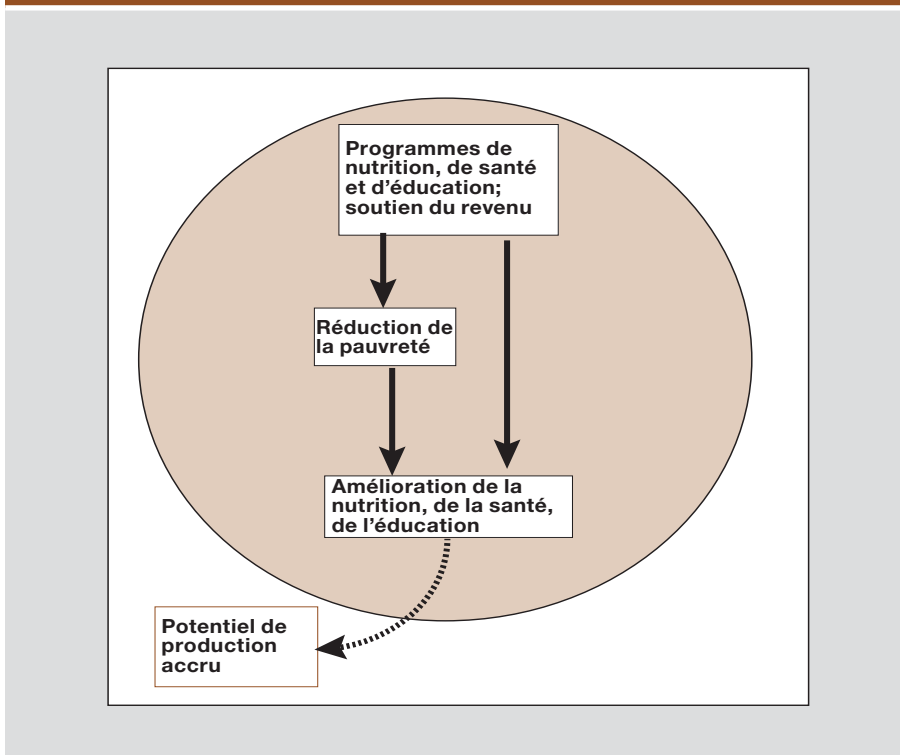 Programmes de
nutrition, de santé
et d'éducation;
soutien du revenu
Réduction de
la pauvreté
Amélioration de la
nutrition, de la santé,
de l'éducation
Potentiel de
production
accru